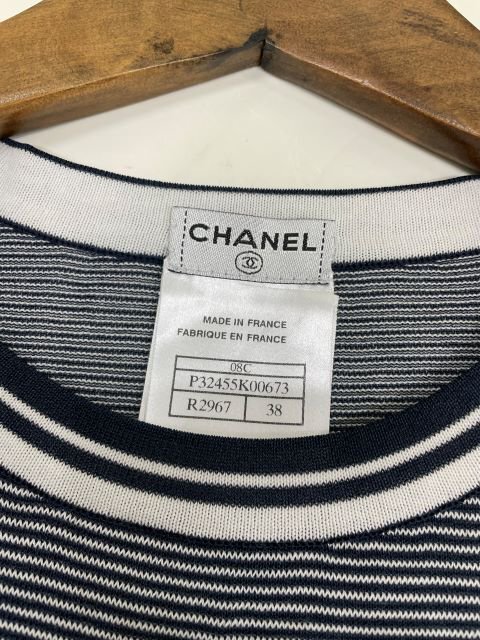 CHANEL
MADE IN FRANCE
FABRIQUE EN FRANCE
08C
P32455K00673
R2967 38